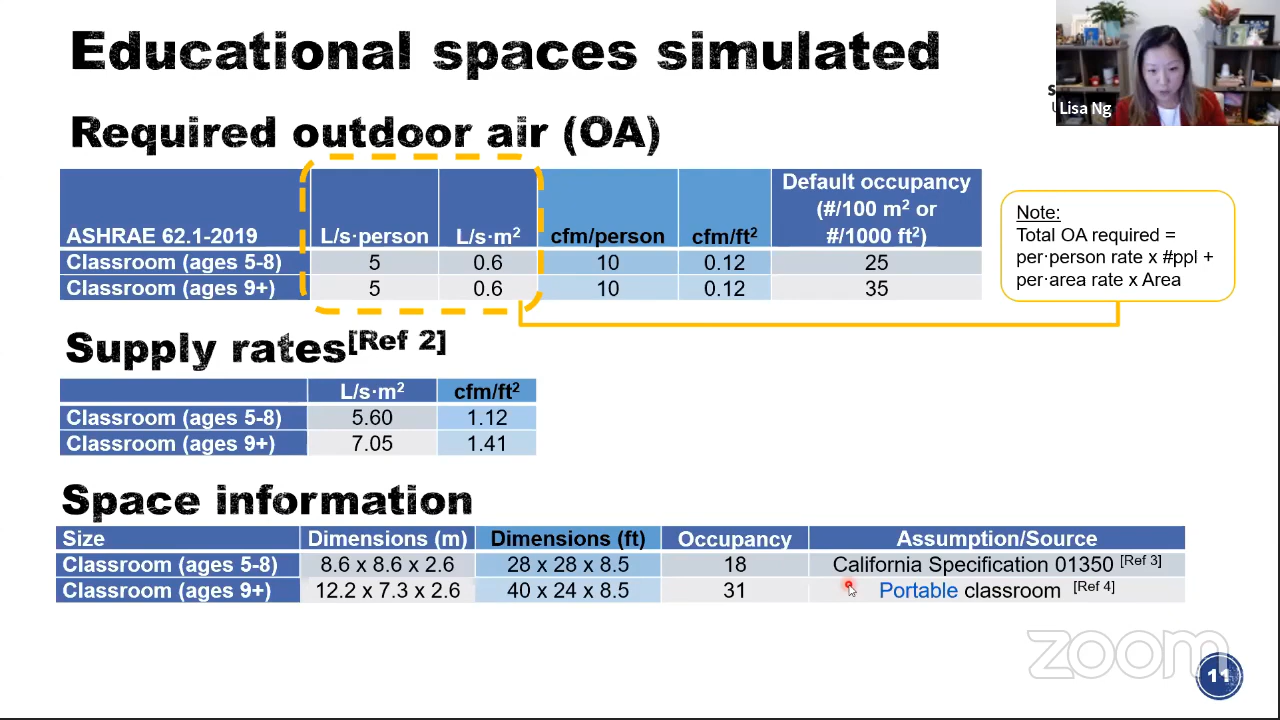 Educational spaces simulated
Lisa Ng
Required outdoor air (OA)
ASHRAE 62.1-2019 L/s·person L/s·m² cfm/person cfm/ft² Default occupancy
(#/100 m² or
#/1000 ft²)
Classroom (ages 5-8) 5 0.6 10 0.12 25
Classroom (ages 9+) 5 0.6 10 0.12 35
Note:
Total OA required =
per·person rate x #ppl +
per·area rate x Area
Supply rates[Ref 2]
L/s·m² cfm/ft²
Classroom (ages 5-8) 5.60 1.12
Classroom (ages 9+) 7.05 1.41
Space information
Size Dimensions (m) Dimensions (ft) Occupancy Assumption/Source
Classroom (ages 5-8) 8.6 x 8.6 x 2.6 28 x 28 x 8.5 18 California Specification 01350 [Ref 3]
Classroom (ages 9+) 12.2 x 7.3 x 2.6 40 x 24 x 8.5 31 Portable classroom [Ref 4]
zoom
11